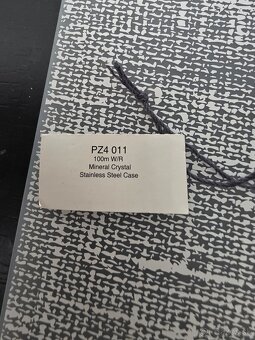 PZ4 011
100m W/R
Mineral Crystal
Stainless Steel Case